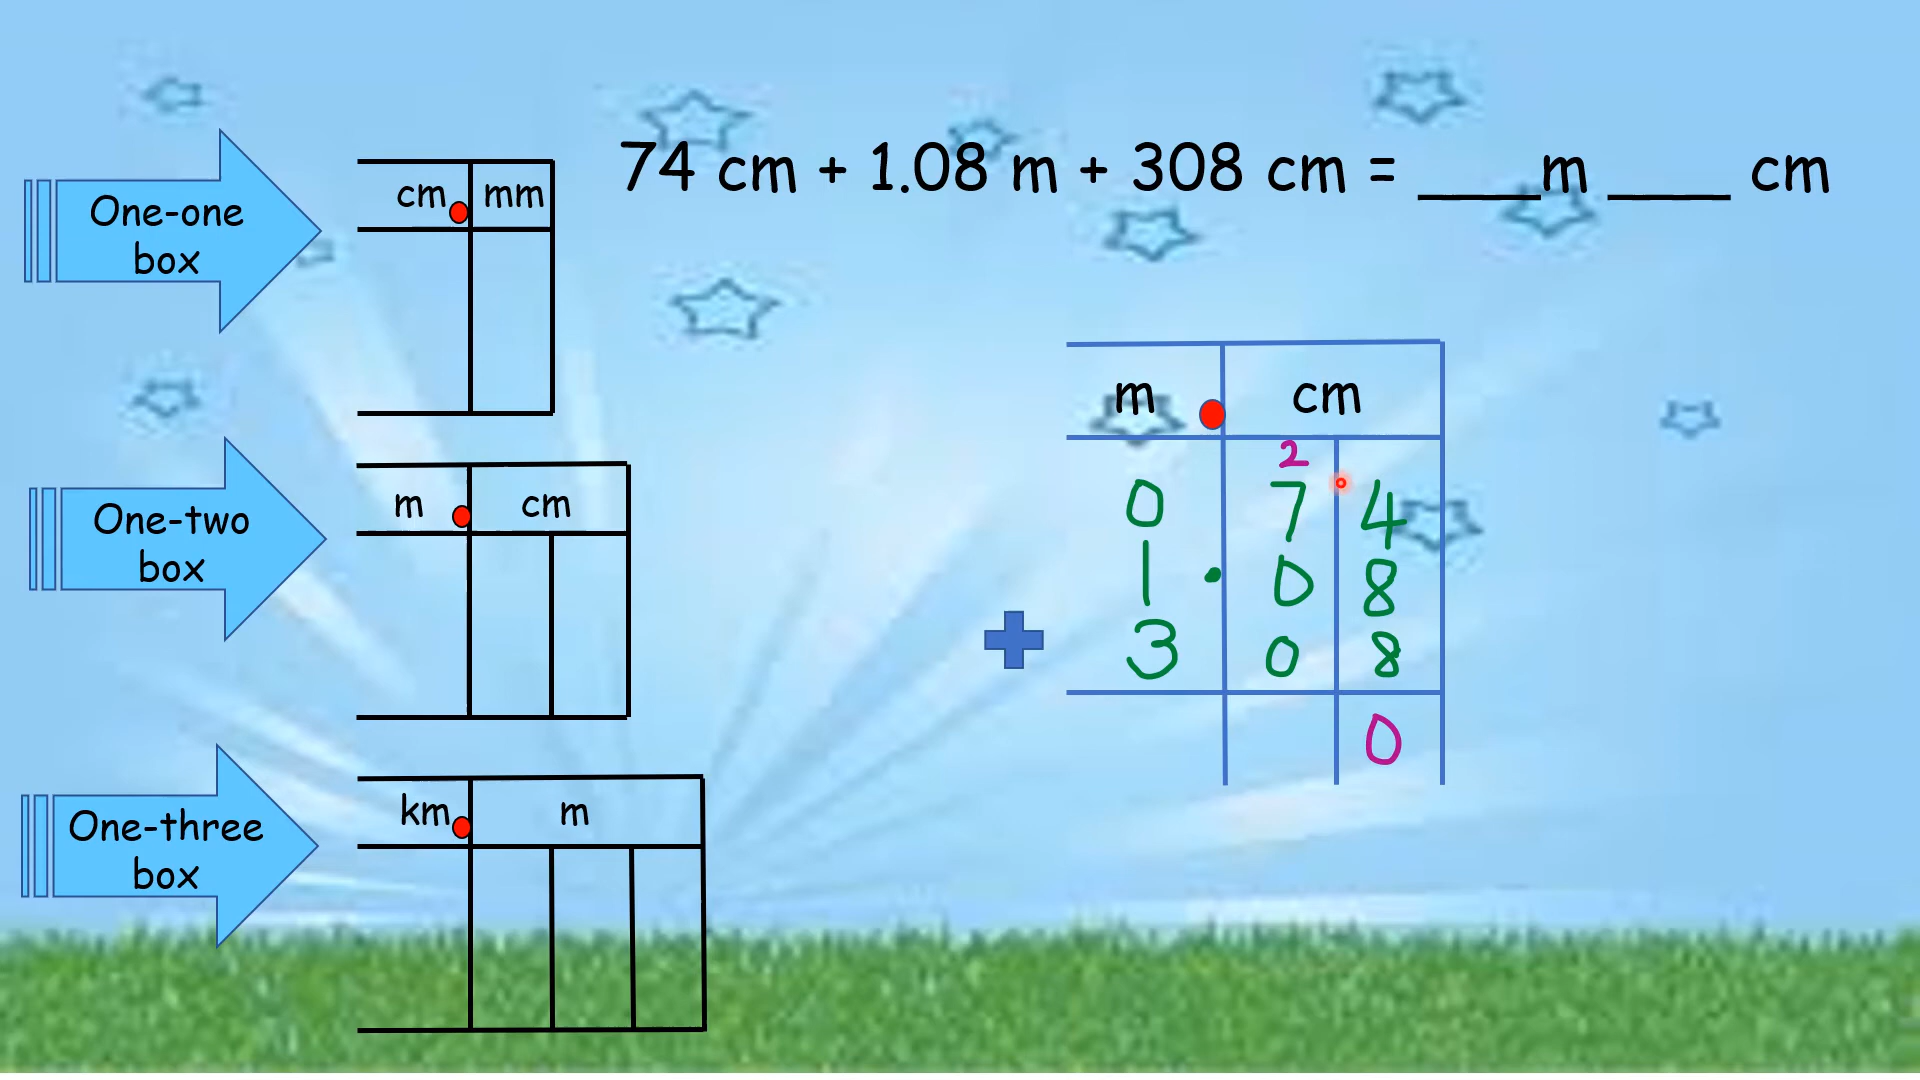 74 cm + 1.08 m + 308 cm = ____m ____ cm
One-one
box
cm mm
One-two
box
m cm
One-three
box
km m
m cm
2
0 7 4
1 . 0 8
+ 3 0 8
0